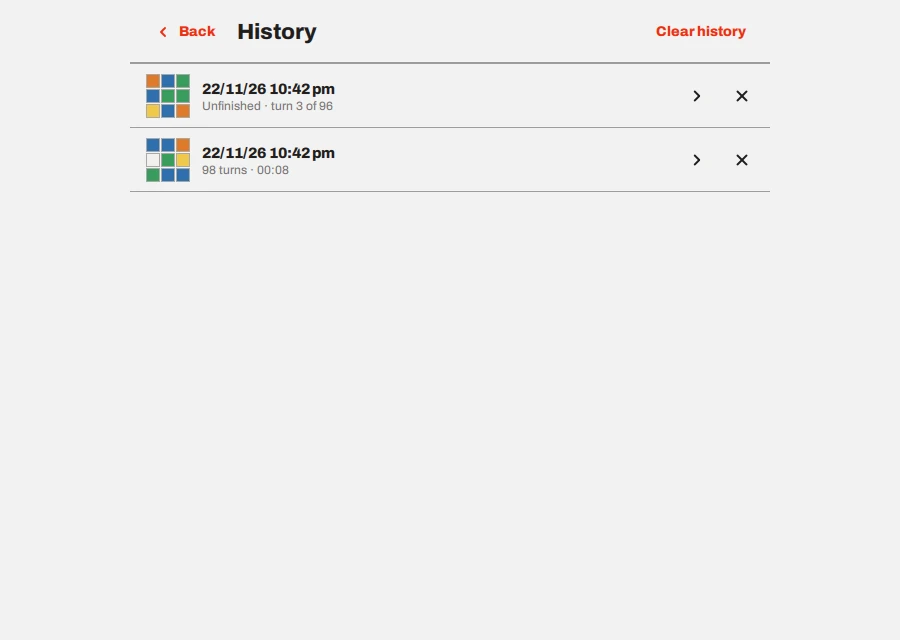 Back History Clear history
22/11/26 10:42 pm
Unfinished · turn 3 of 96
22/11/26 10:42 pm
98 turns · 00:08